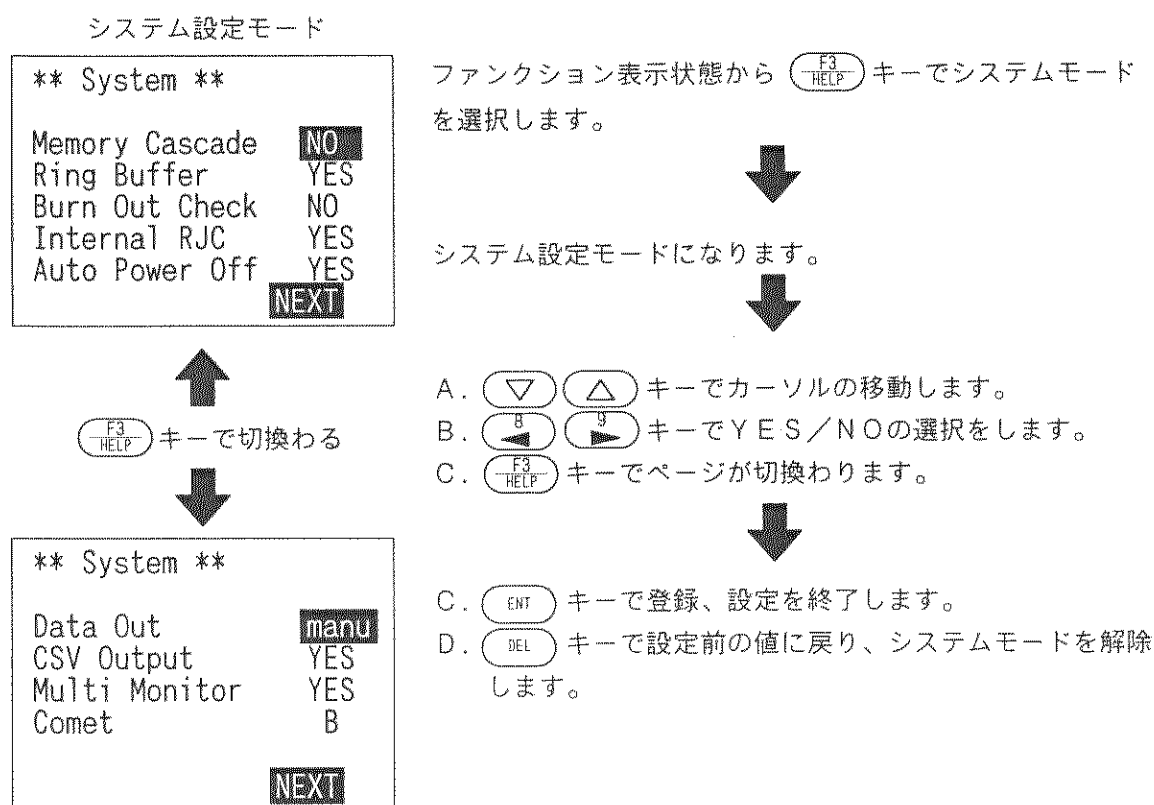 システム設定モード
** System **
Memory Cascade NO
Ring Buffer YES
Burn Out Check NO
Internal RJC YES
Auto Power Off YES
NEXT
F3 HELP キーで切換わる
** System **
Data Out manu
CSV Output YES
Multi Monitor YES
Comet B
NEXT
ファンクション表示状態から F3 HELP キーでシステムモード
を選択します。
システム設定モードになります。
A. ▽ △ キーでカーソルの移動します。
B. 8 ◀ 9 ▶ キーでYES/NOの選択をします。
C. F3 HELP キーでページが切換わります。
C. ENT キーで登録、設定を終了します。
D. DEL キーで設定前の値に戻り、システムモードを解除
します。